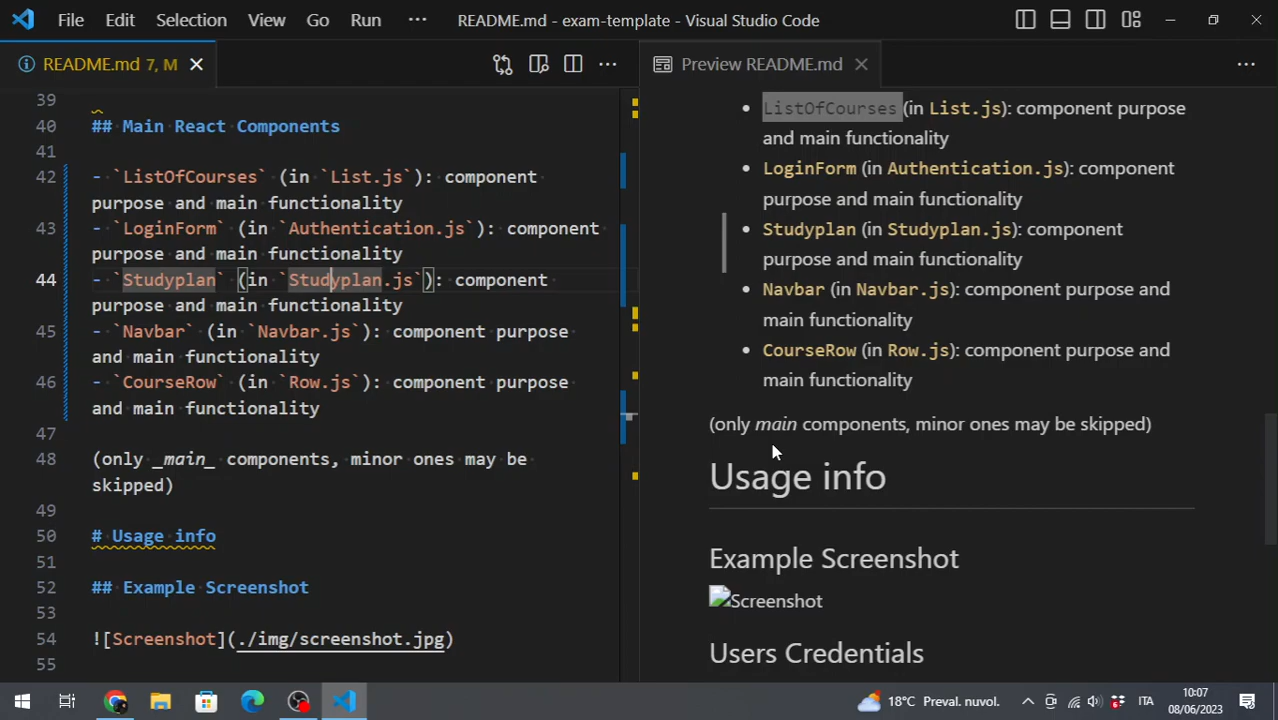 File Edit Selection View Go Run ··· README.md - exam-template - Visual Studio Code
README.md 7, M
Preview README.md
39
40 ## Main React Components
41
42 - `ListOfCourses` (in `List.js`): component
purpose and main functionality
43 - `LoginForm` (in `Authentication.js`): component
purpose and main functionality
44 - `Studyplan` (in `Studyplan.js`): component
purpose and main functionality
45 - `Navbar` (in `Navbar.js`): component purpose
and main functionality
46 - `CourseRow` (in `Row.js`): component purpose
and main functionality
47
48 (only _main_ components, minor ones may be
skipped)
49
50 # Usage info
51
52 ## Example Screenshot
53
54 ![Screenshot](./img/screenshot.jpg)
55
• ListOfCourses (in List.js): component purpose
and main functionality
• LoginForm (in Authentication.js): component
purpose and main functionality
• Studyplan (in Studyplan.js): component
purpose and main functionality
• Navbar (in Navbar.js): component purpose and
main functionality
• CourseRow (in Row.js): component purpose and
main functionality
(only main components, minor ones may be skipped)
Usage info
Example Screenshot
Screenshot
Users Credentials
18°C Preval. nuvol.
ITA
10:07
08/06/2023